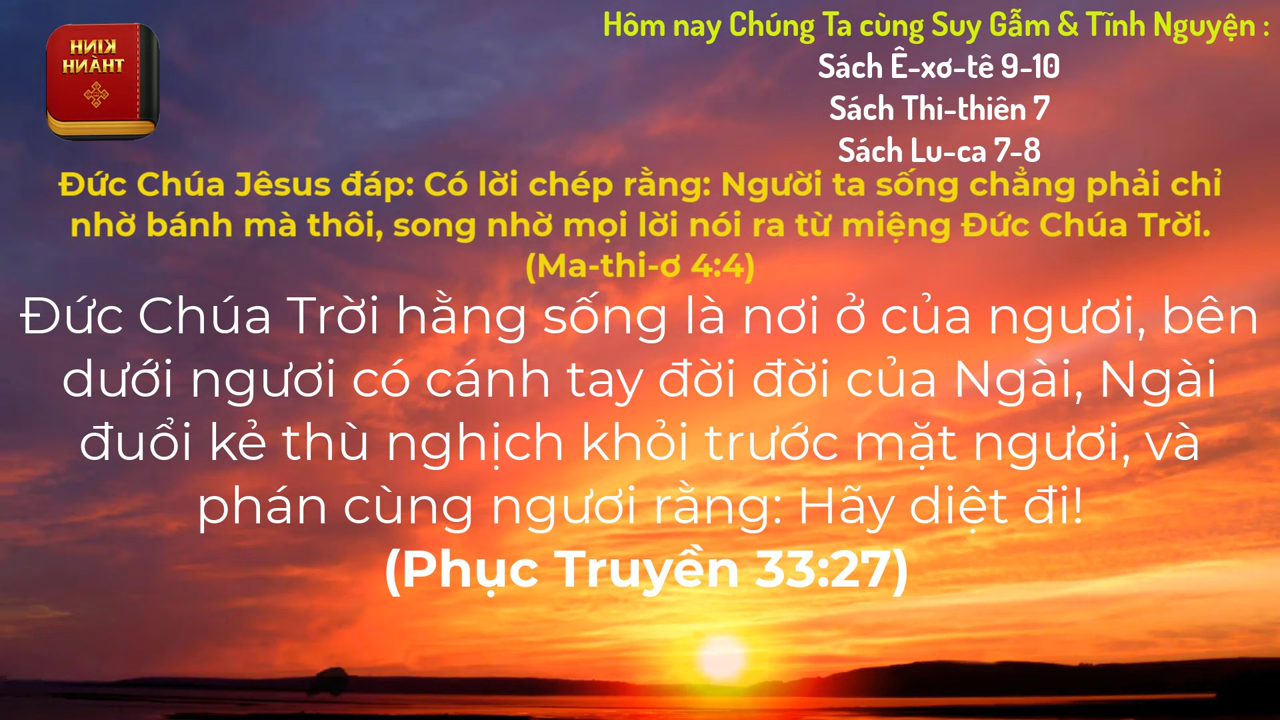 KINH
THÁNH
Hôm nay Chúng Ta cùng Suy Gẫm & Tĩnh Nguyện :
Sách Ê-xơ-tê 9-10
Sách Thi-thiên 7
Sách Lu-ca 7-8
Đức Chúa Jêsus đáp: Có lời chép rằng: Người ta sống chẳng phải chỉ
nhờ bánh mà thôi, song nhờ mọi lời nói ra từ miệng Đức Chúa Trời.
(Ma-thi-ơ 4:4)
Đức Chúa Trời hằng sống là nơi ở của ngươi, bên
dưới ngươi có cánh tay đời đời của Ngài, Ngài
đuổi kẻ thù nghịch khỏi trước mặt ngươi, và
phán cùng ngươi rằng: Hãy diệt đi!
(Phục Truyền 33:27)